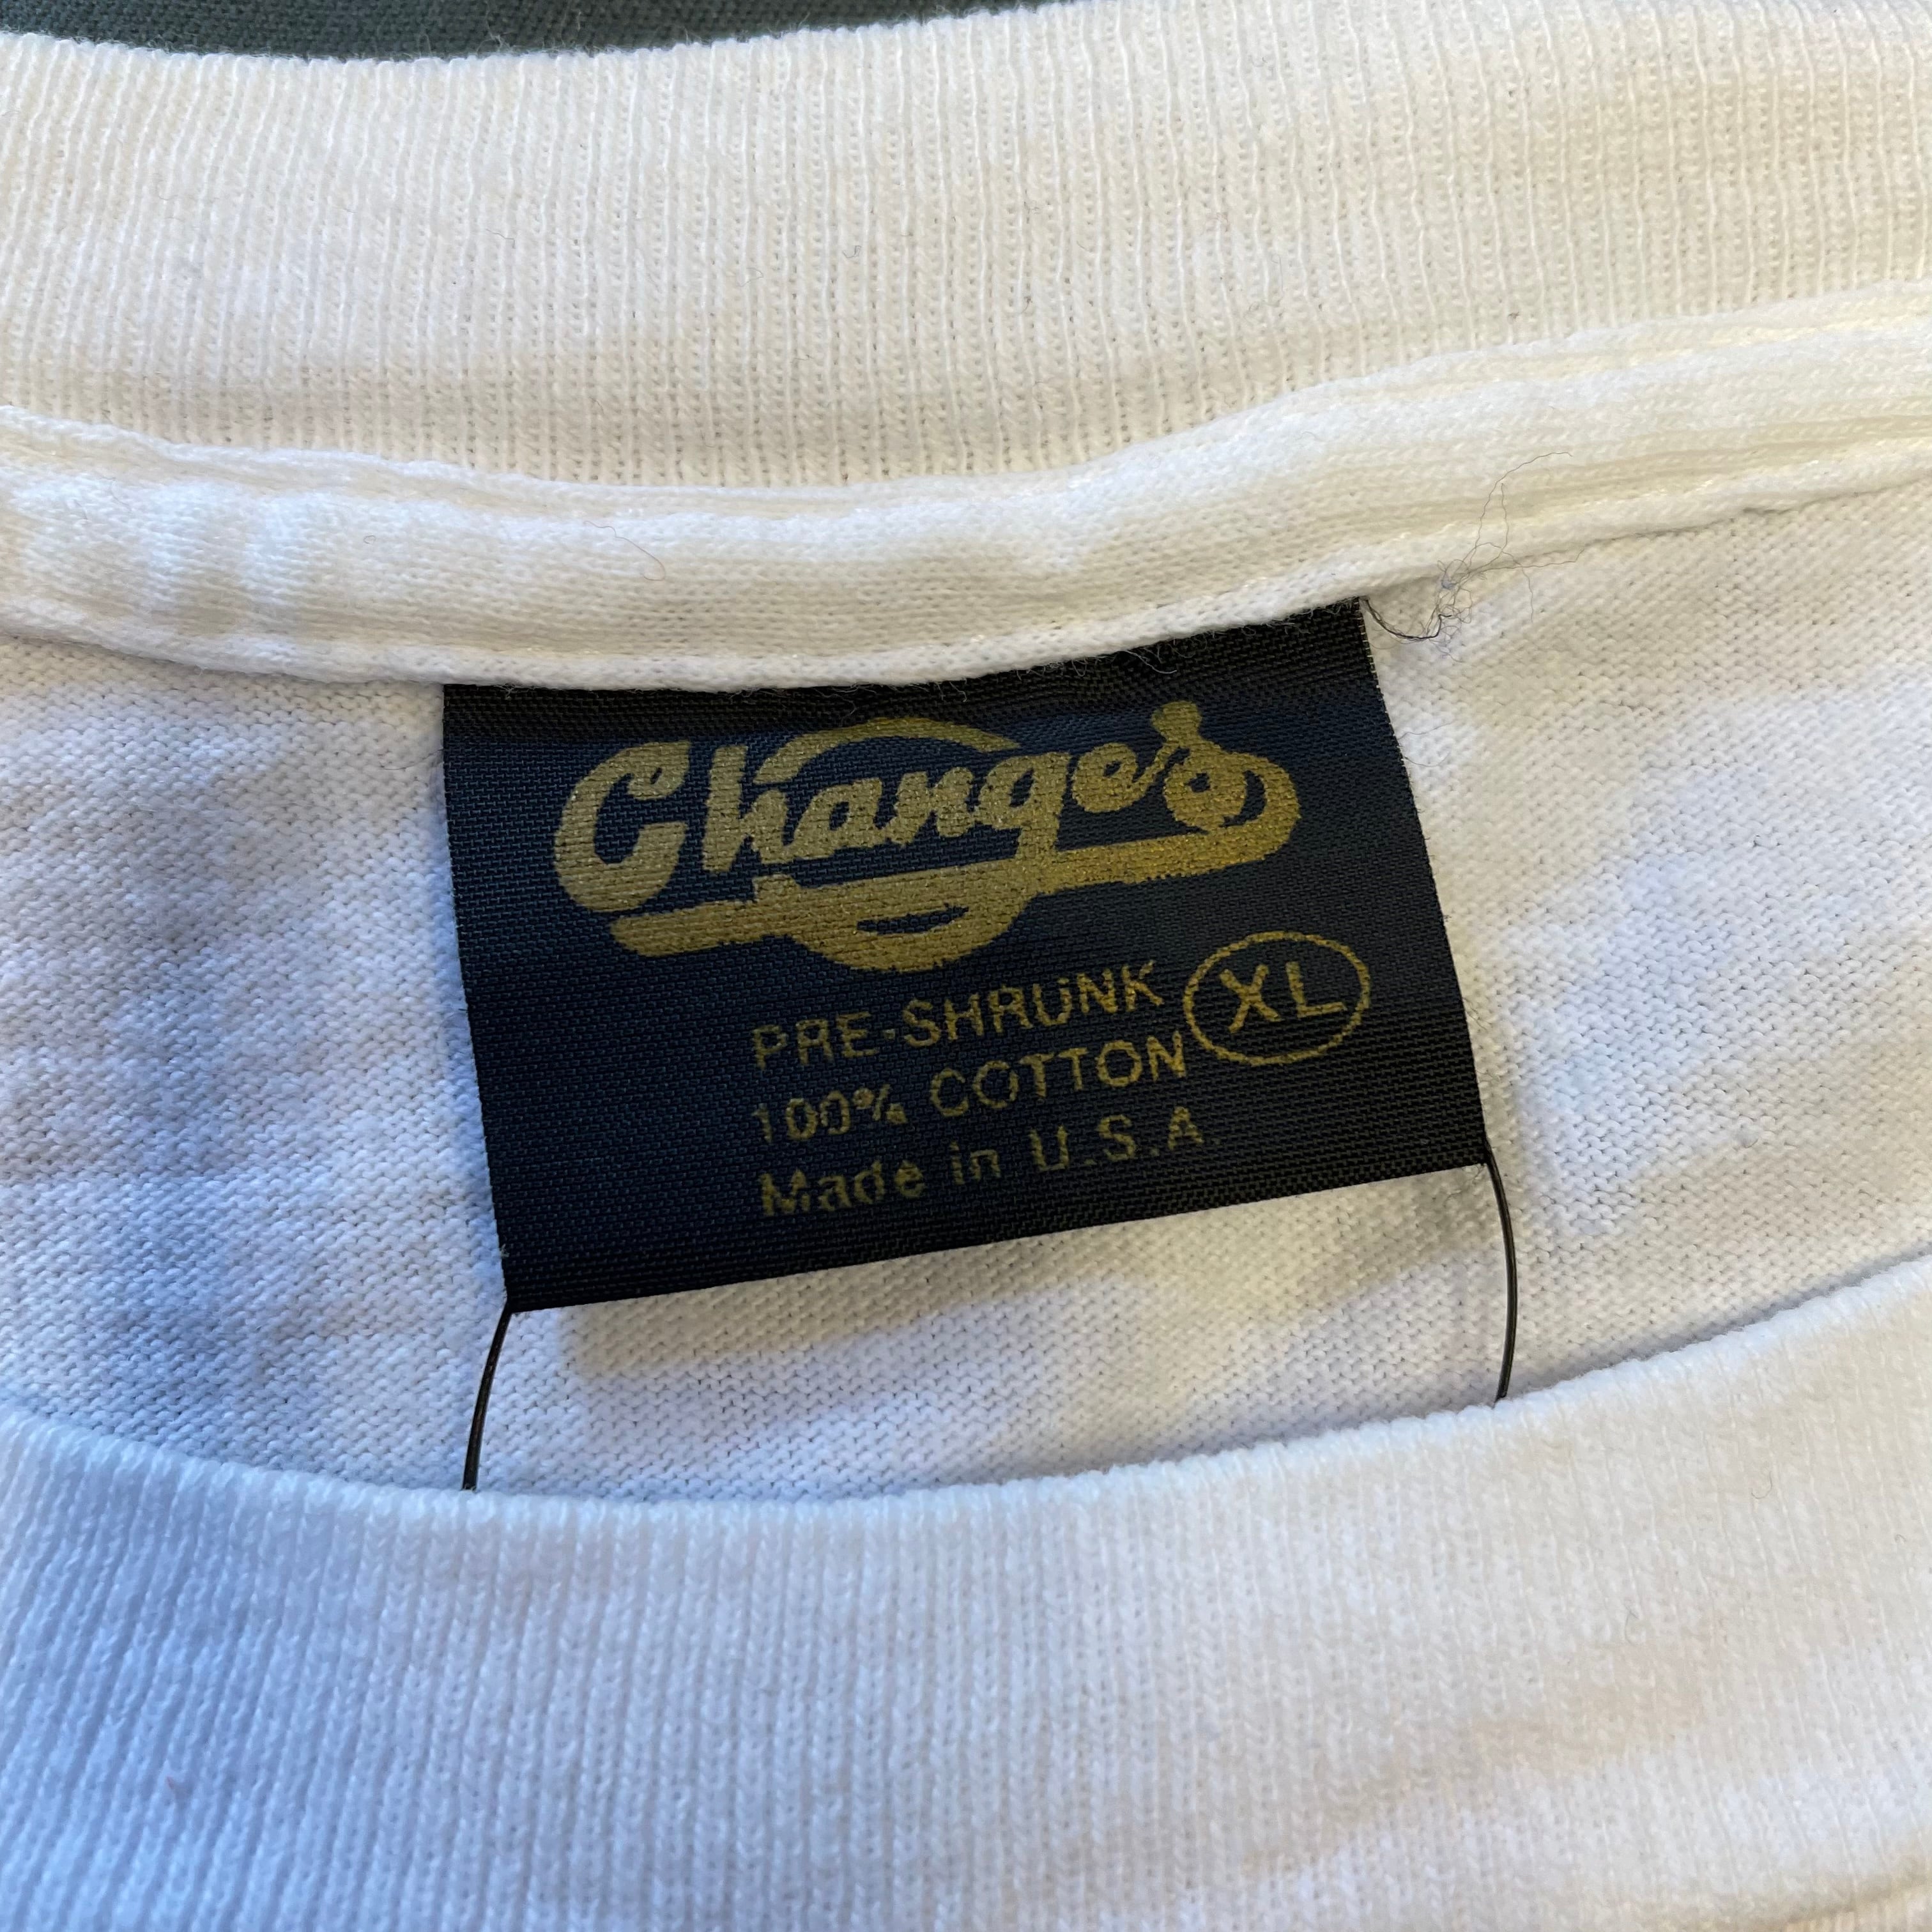 Changes
PRE-SHRUNK XL
100% COTTON
Made in U.S.A.